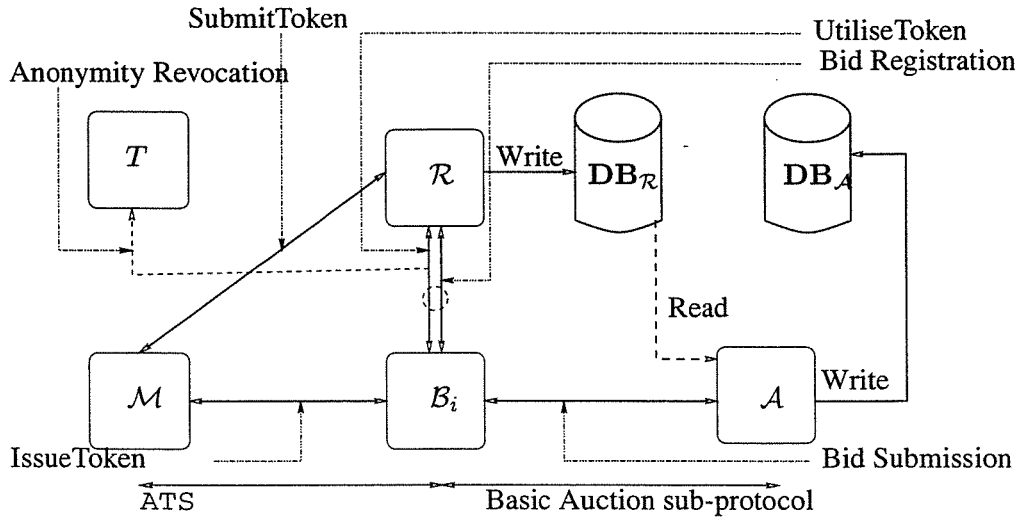 SubmitToken
UtiliseToken
Bid Registration
Anonymity Revocation
T
ℛ
Write
DB_ℛ
DB_𝒜
Read
ℳ
ℬ_i
𝒜
Write
IssueToken
Bid Submission
ATS
Basic Auction sub-protocol